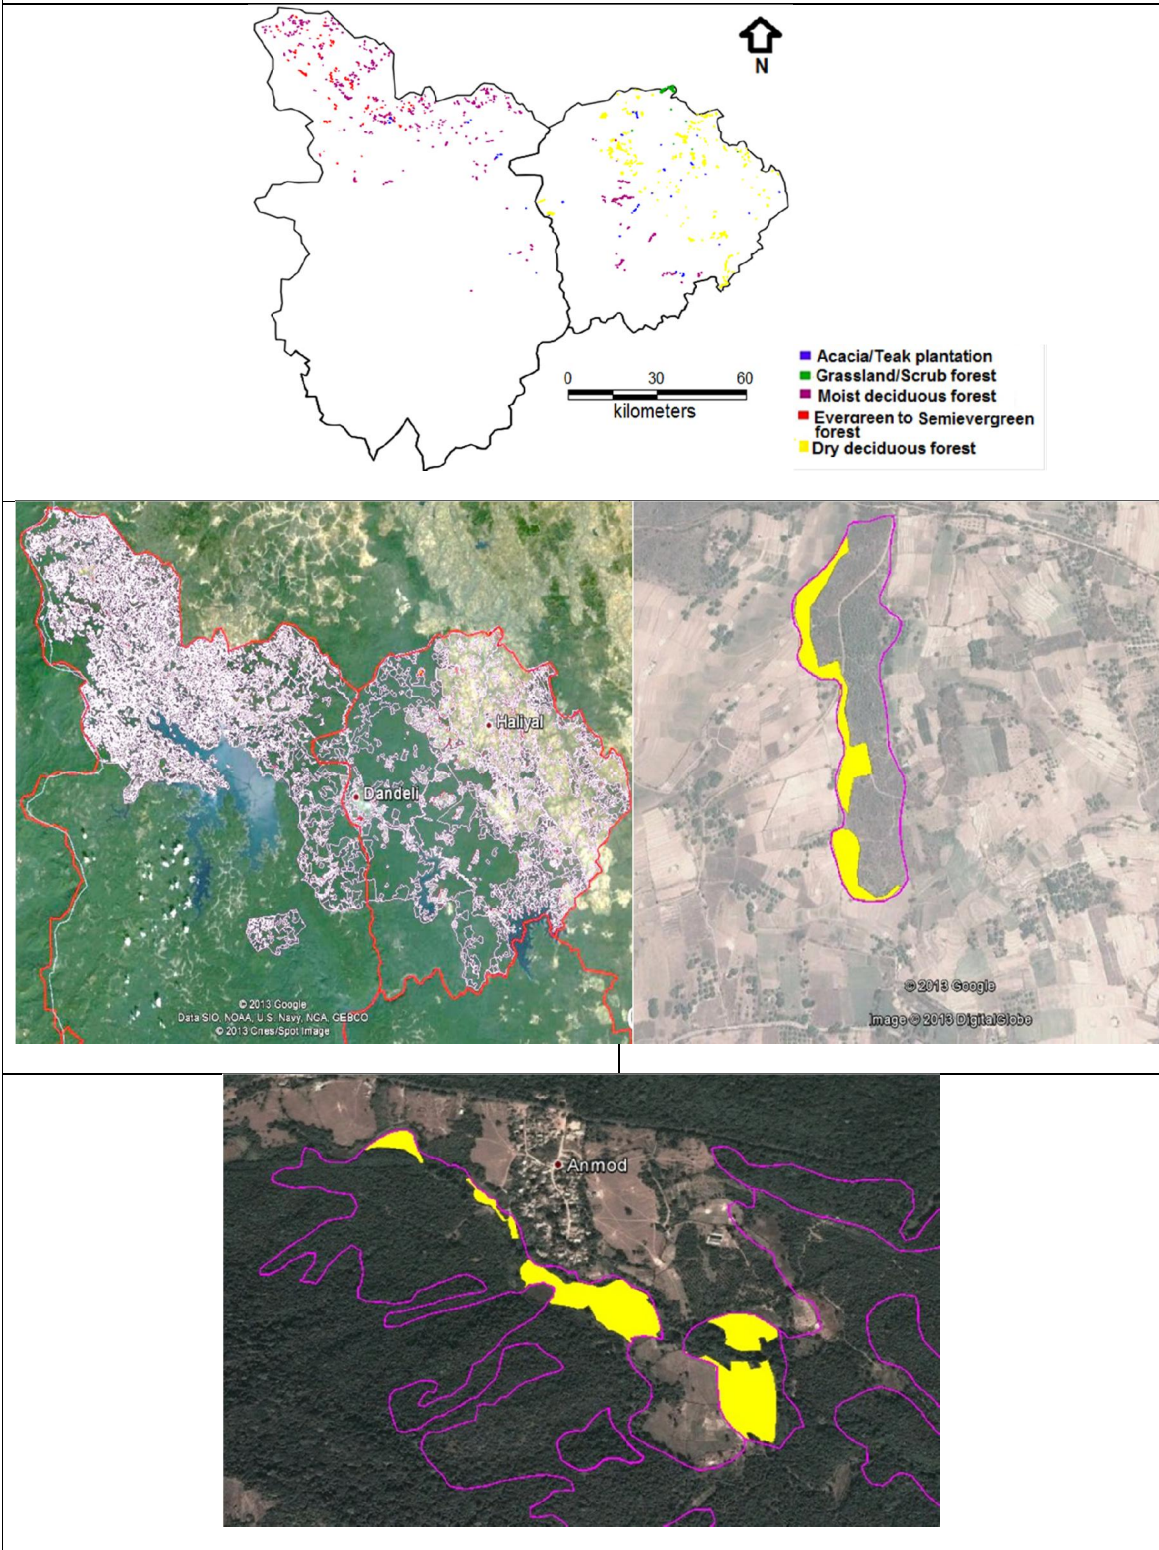 N
0 30 60
kilometers
Acacia/Teak plantation
Grassland/Scrub forest
Moist deciduous forest
Evergreen to Semievergreen
forest
Dry deciduous forest
Haliyal
Dandeli
© 2013 Google
Data SIO, NOAA, U.S. Navy, NGA, GEBCO
© 2013 Cnes/Spot Image
© 2013 Google
Image © 2013 DigitalGlobe
Anmod